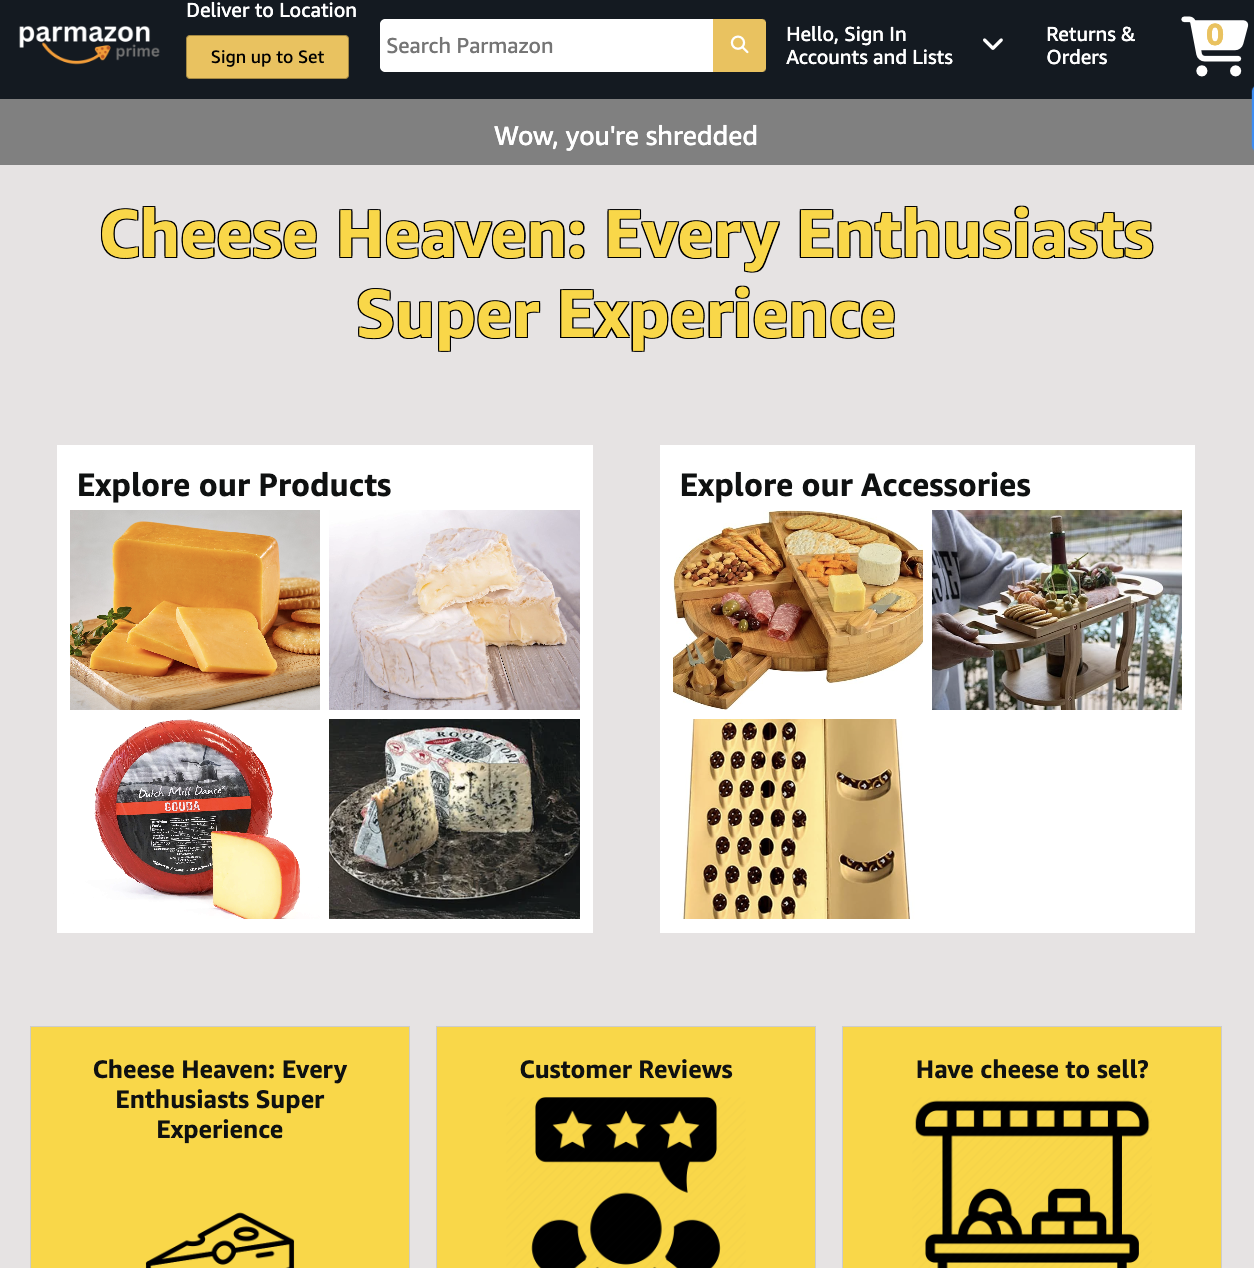 Deliver to Location
parmazon
prime
Sign up to Set
Search Parmazon
Hello, Sign In
Accounts and Lists
Returns &
Orders
0
Wow, you're shredded
Cheese Heaven: Every Enthusiasts
Super Experience
Explore our Products
Explore our Accessories
Dutch Mill Dance
GOUDA
ROQUEFORT
Cheese Heaven: Every
Enthusiasts Super
Experience
Customer Reviews
Have cheese to sell?